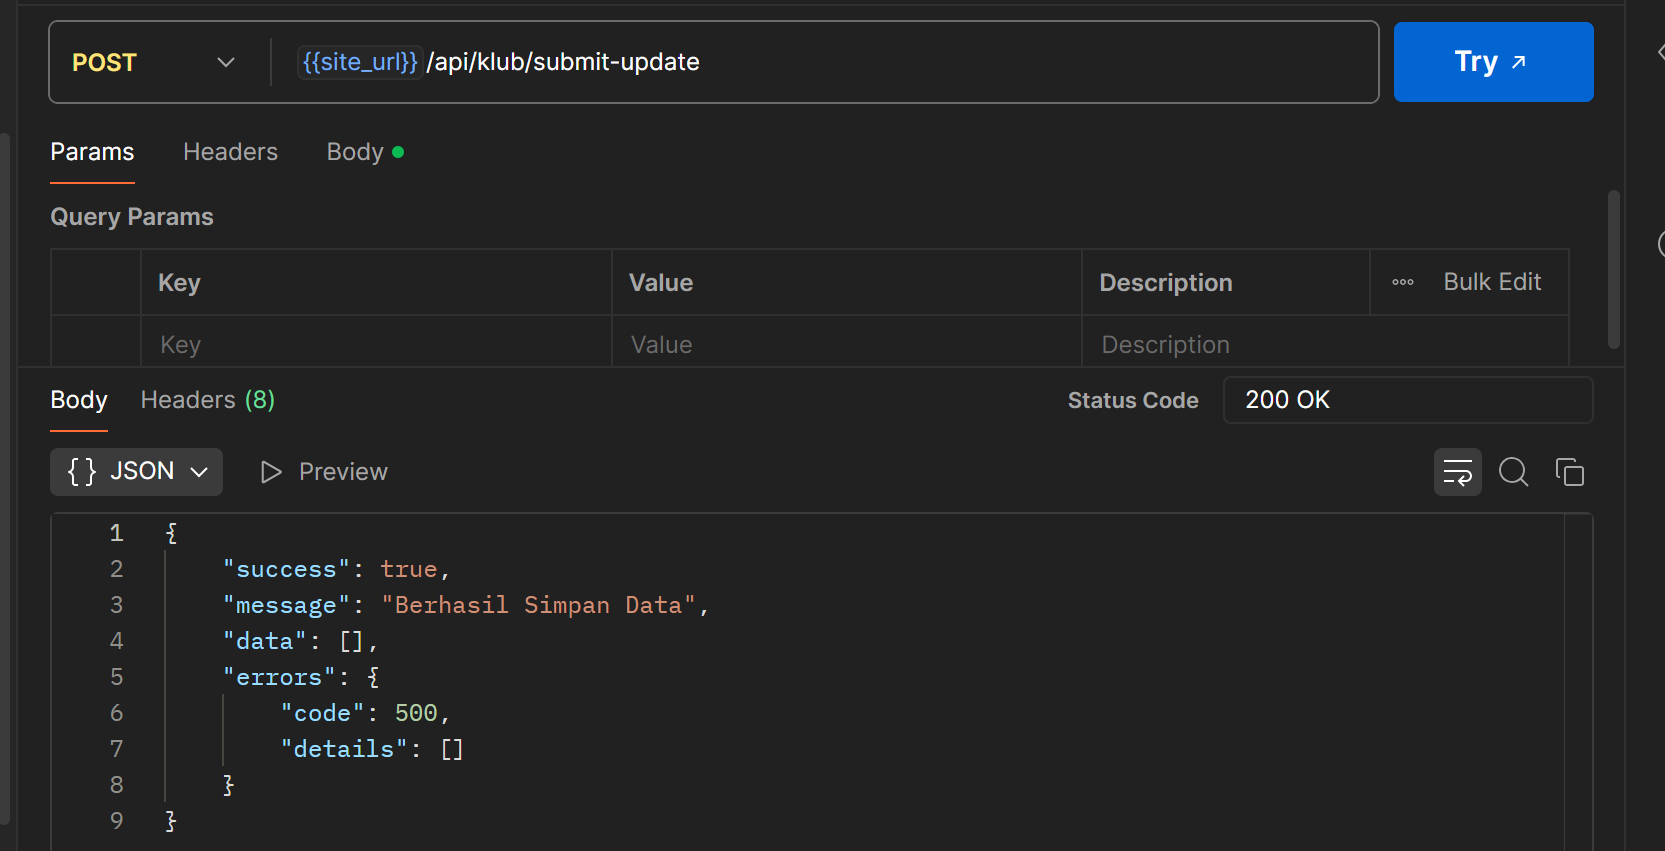 POST {{site_url}}/api/klub/submit-update Try
Params Headers Body
Query Params
Key Value Description Bulk Edit
Key Value Description
Body Headers (8) Status Code 200 OK
{} JSON Preview
1 {
2 "success": true,
3 "message": "Berhasil Simpan Data",
4 "data": [],
5 "errors": {
6 "code": 500,
7 "details": []
8 }
9 }